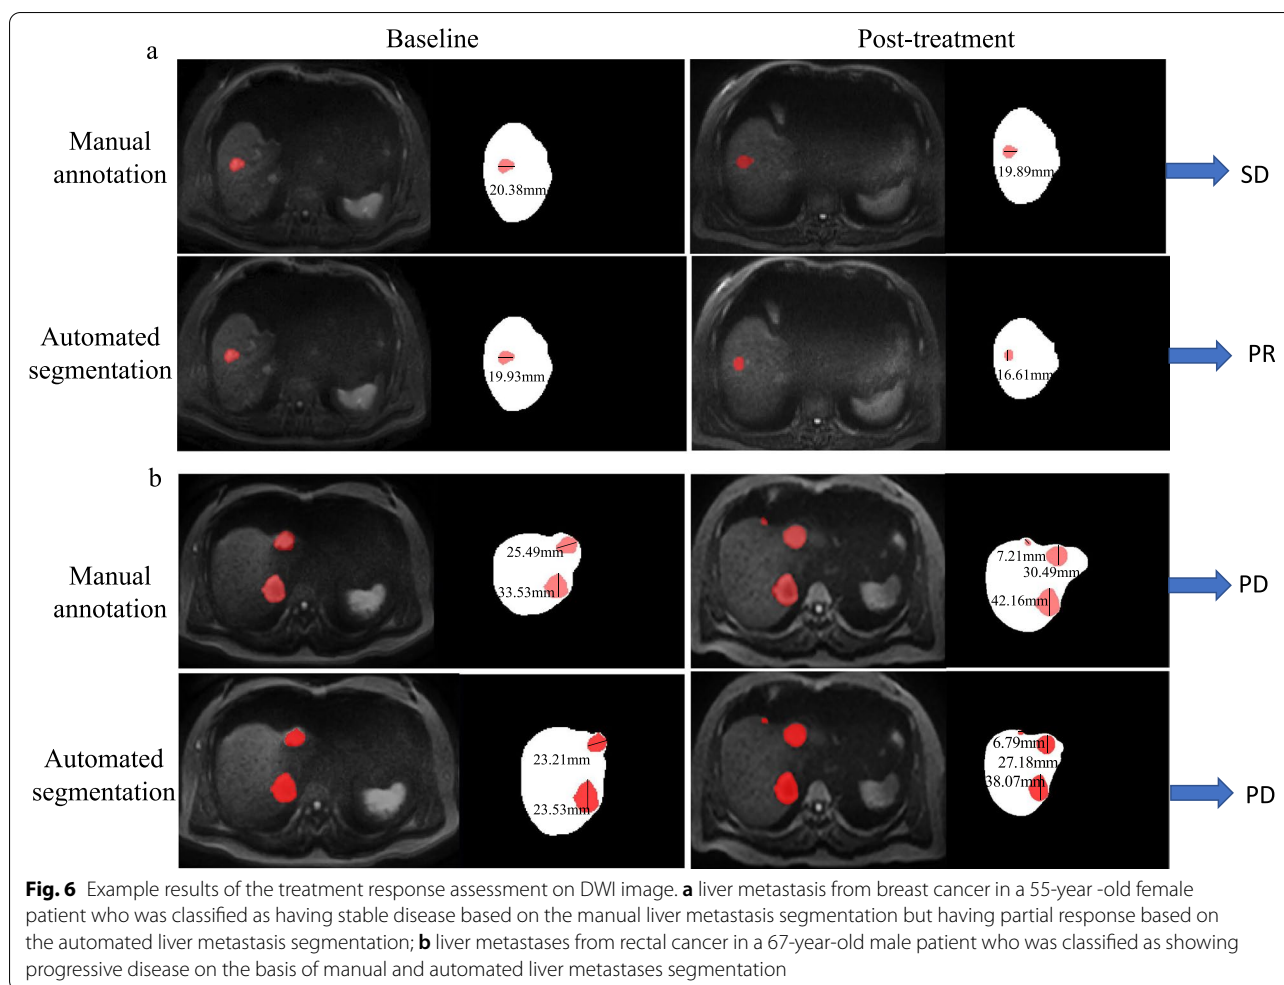 Baseline
Post-treatment
a
Manual
annotation
20.38mm
19.89mm
SD
Automated
segmentation
19.93mm
16.61mm
PR
b
Manual
annotation
25.49mm
33.53mm
7.21mm
30.49mm
42.16mm
PD
Automated
segmentation
23.21mm
23.53mm
6.79mm
27.18mm
38.07mm
PD
Fig. 6 Example results of the treatment response assessment on DWI image. a liver metastasis from breast cancer in a 55-year -old female
patient who was classified as having stable disease based on the manual liver metastasis segmentation but having partial response based on
the automated liver metastasis segmentation; b liver metastases from rectal cancer in a 67-year-old male patient who was classified as showing
progressive disease on the basis of manual and automated liver metastases segmentation